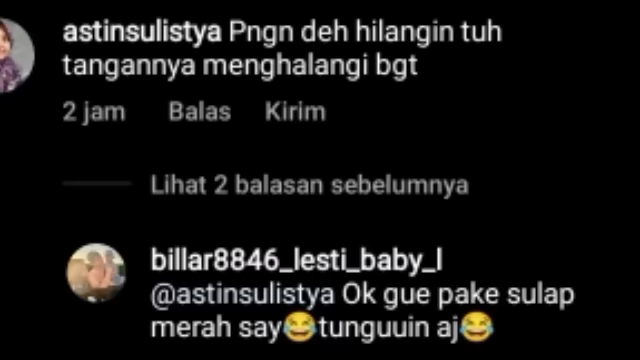 astinsulistya Pngn deh hilangin tuh
tangannya menghalangi bgt
2 jam Balas Kirim
Lihat 2 balasan sebelumnya
billar8846_lesti_baby_l
@astinsulistya Ok gue pake sulap
merah say😂tunguuin aj😂